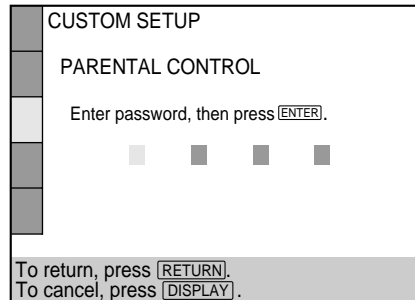 CUSTOM SETUP
PARENTAL CONTROL
Enter password, then press ENTER.
To return, press RETURN.
To cancel, press DISPLAY.